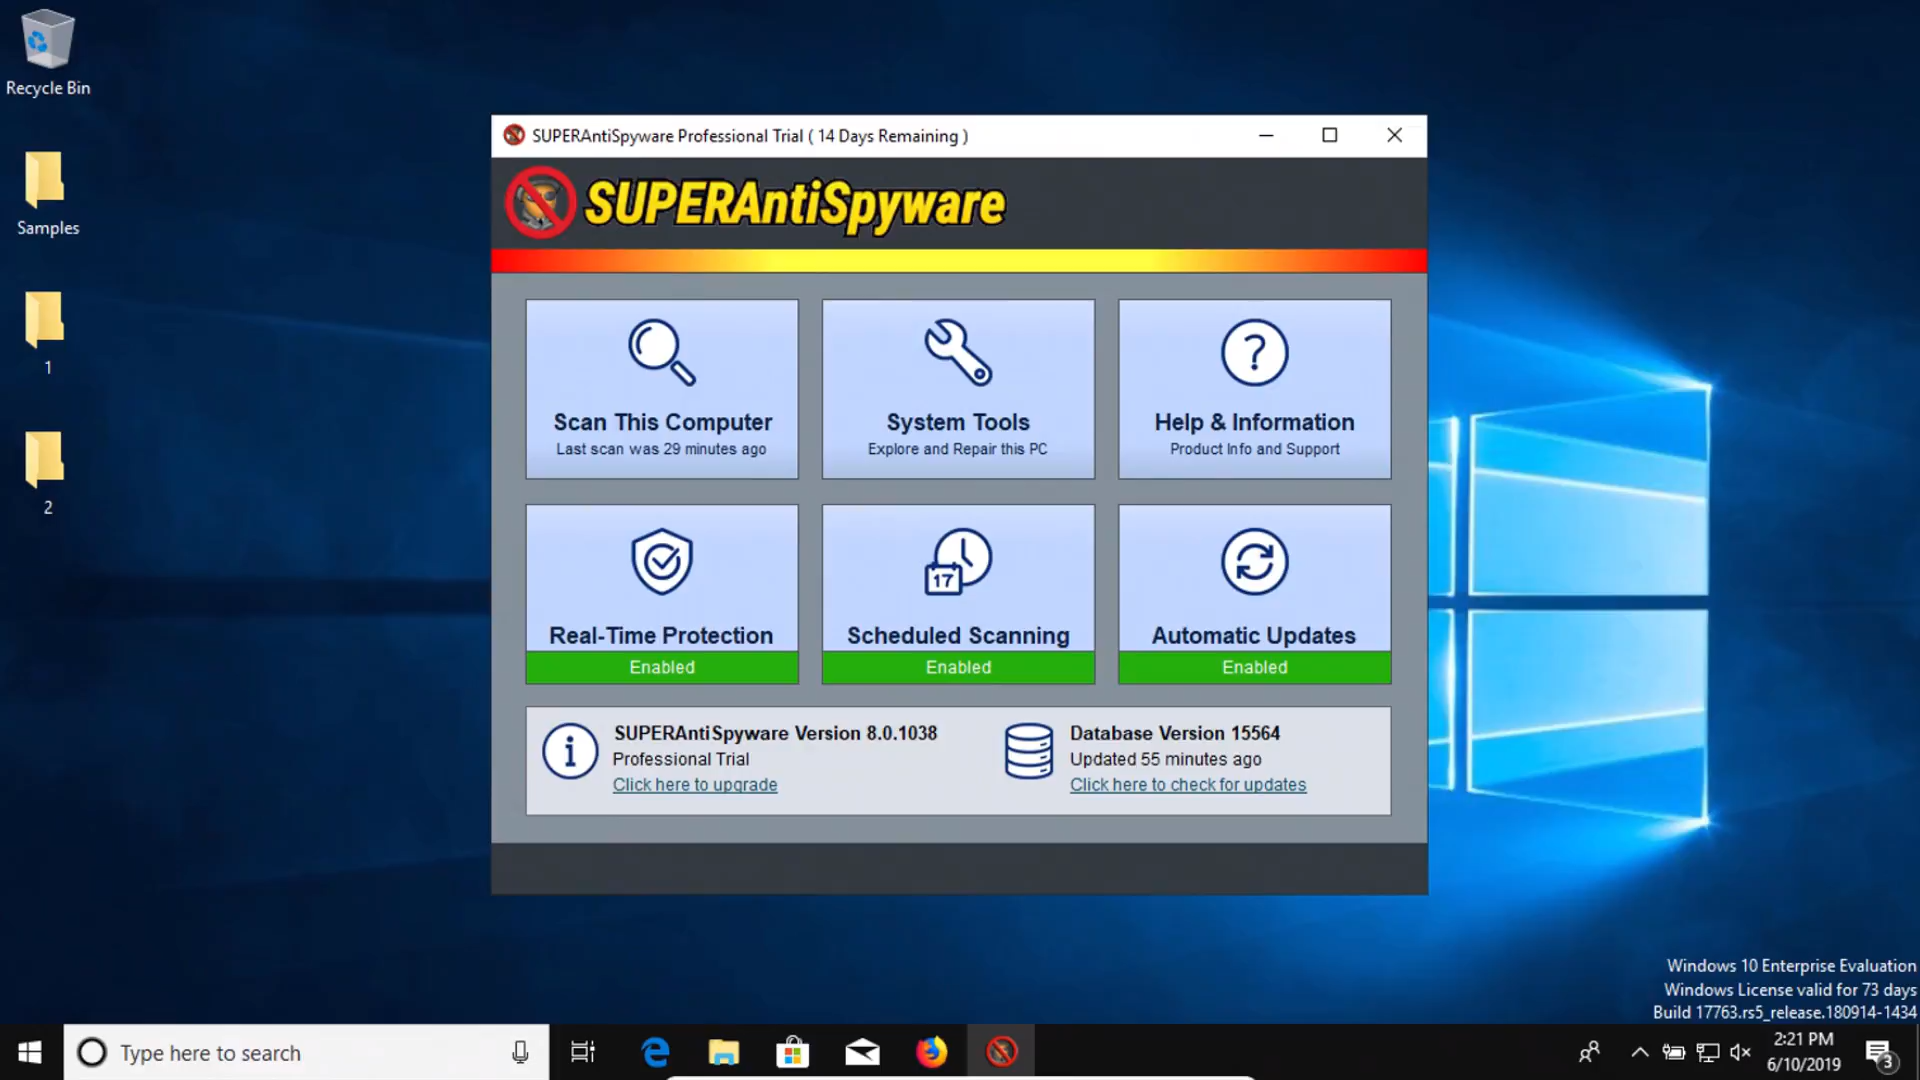 Recycle Bin
Samples
1
2
SUPERAntiSpyware Professional Trial ( 14 Days Remaining )
SUPERAntiSpyware
Scan This Computer
Last scan was 29 minutes ago
System Tools
Explore and Repair this PC
?
Help & Information
Product Info and Support
Real-Time Protection
Enabled
17
Scheduled Scanning
Enabled
Automatic Updates
Enabled
i
SUPERAntiSpyware Version 8.0.1038
Professional Trial
Click here to upgrade
Database Version 15564
Updated 55 minutes ago
Click here to check for updates
Windows 10 Enterprise Evaluation
Windows License valid for 73 days
Build 17763.rs5_release.180914-1434
Type here to search
2:21 PM
6/10/2019
3